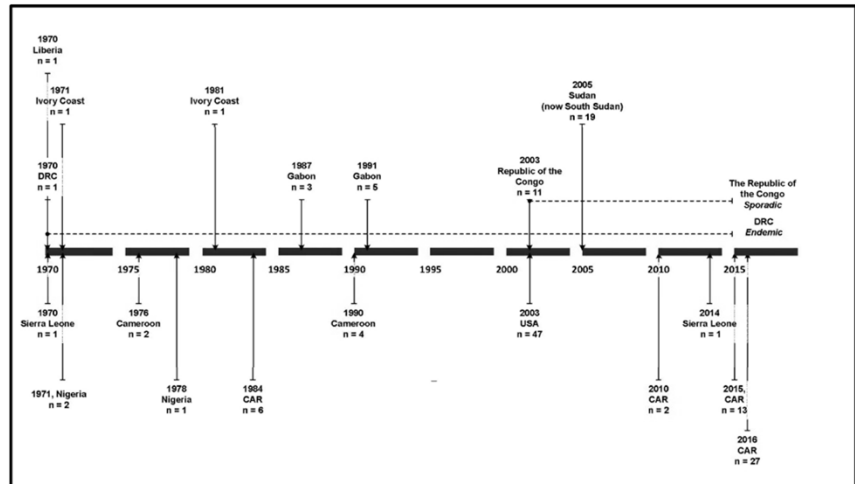 1970
Liberia
n = 1
1971
Ivory Coast
n = 1
1981
Ivory Coast
n = 1
2005
Sudan
(now South Sudan)
n = 19
1970
DRC
n = 1
1987
Gabon
n = 3
1991
Gabon
n = 5
2003
Republic of the
Congo
n = 11
The Republic of
the Congo
Sporadic
DRC
Endemic
1970 1975 1980 1985 1990 1995 2000 2005 2010 2015
1970
Sierra Leone
n = 1
1976
Cameroon
n = 2
1990
Cameroon
n = 4
2003
USA
n = 47
2014
Sierra Leone
n = 1
1971, Nigeria
n = 2
1978
Nigeria
n = 1
1984
CAR
n = 6
2010
CAR
n = 2
2015,
CAR
n = 13
2016
CAR
n = 27